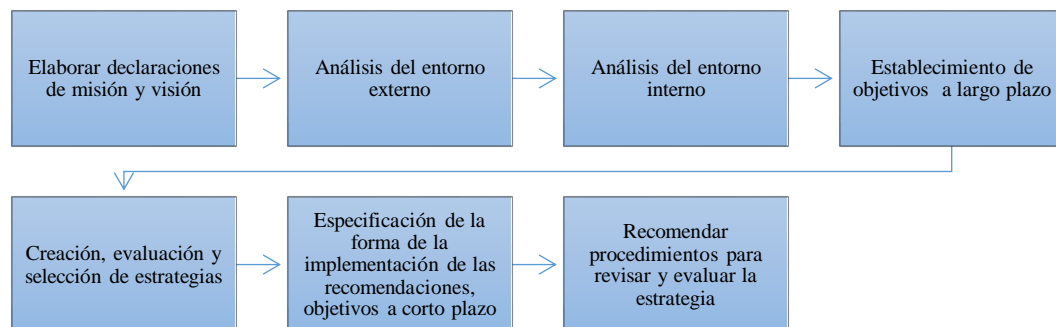 Elaborar declaraciones
de misión y visión
Análisis del entorno
externo
Análisis del entorno
interno
Establecimiento de
objetivos a largo plazo
Creación, evaluación y
selección de estrategias
Especificación de la
forma de la
implementación de las
recomendaciones,
objetivos a corto plazo
Recomendar
procedimientos para
revisar y evaluar la
estrategia